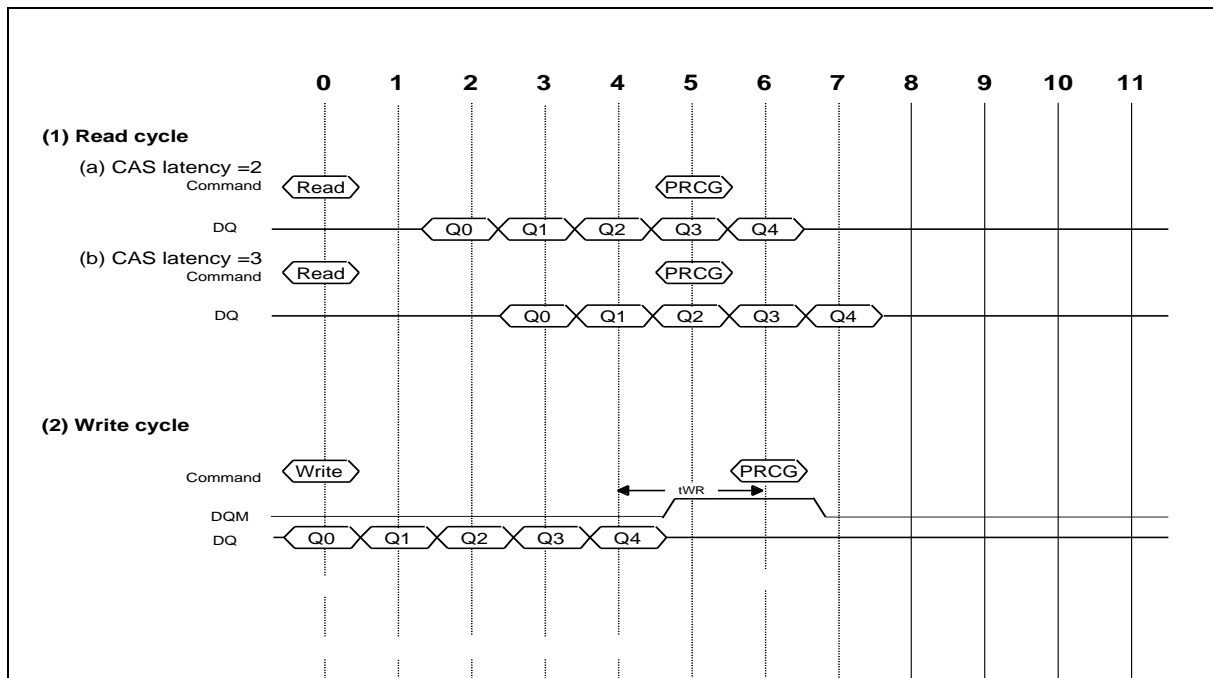 0 1 2 3 4 5 6 7 8 9 10 11
(1) Read cycle
(a) CAS latency =2
Command Read PRCG
DQ Q0 Q1 Q2 Q3 Q4
(b) CAS latency =3
Command Read PRCG
DQ Q0 Q1 Q2 Q3 Q4
(2) Write cycle
Command Write PRCG
tWR
DQM
DQ Q0 Q1 Q2 Q3 Q4